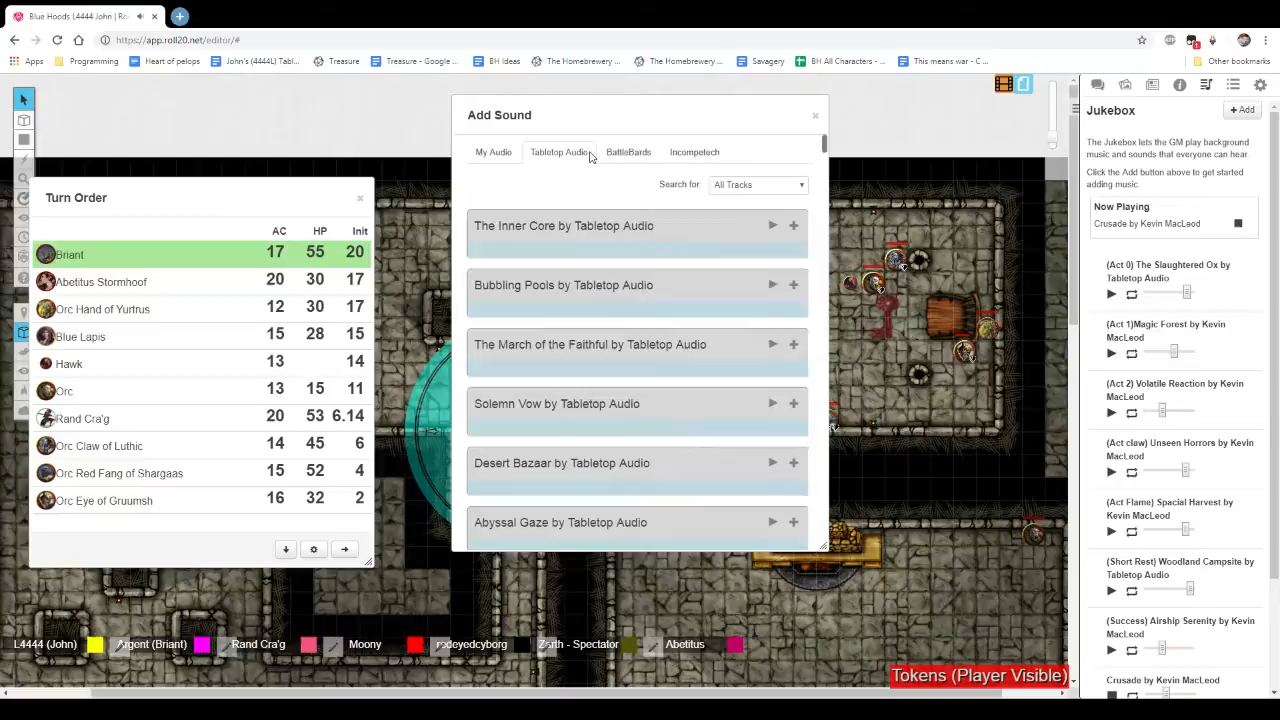 Blue Hoods L4444 John | Ro
https://app.roll20.net/editor/#
Apps
Programming
Heart of pelops
John's (4444L) Tabl...
Treasure
Treasure - Google ...
BH Ideas
The Homebrewery ...
The Homebrewery ...
Savagery
BH All Characters - ...
This means war - C ...
Other bookmarks
Turn Order
AC HP Init
Briant 17 55 20
Abetitus Stormhoof 20 30 17
Orc Hand of Yurtrus 12 30 17
Blue Lapis 15 28 15
Hawk 13 14
Orc 13 15 11
Rand Cra'g 20 53 6.14
Orc Claw of Luthic 14 45 6
Orc Red Fang of Shargaas 15 52 4
Orc Eye of Gruumsh 16 32 2
Add Sound
My Audio Tabletop Audio BattleBards Incompetech
Search for: All Tracks
The Inner Core by Tabletop Audio
Bubbling Pools by Tabletop Audio
The March of the Faithful by Tabletop Audio
Solemn Vow by Tabletop Audio
Desert Bazaar by Tabletop Audio
Abyssal Gaze by Tabletop Audio
Jukebox
+ Add
The Jukebox lets the GM play background
music and sounds that everyone can hear.
Click the Add button above to get started
adding music.
Now Playing
Crusade by Kevin MacLeod
(Act 0) The Slaughtered Ox by
Tabletop Audio
(Act 1)Magic Forest by Kevin
MacLeod
(Act 2) Volatile Reaction by Kevin
MacLeod
(Act claw) Unseen Horrors by Kevin
MacLeod
(Act Flame) Spacial Harvest by
Kevin MacLeod
(Short Rest) Woodland Campsite by
Tabletop Audio
(Success) Airship Serenity by Kevin
MacLeod
Crusade by Kevin MacLeod
L4444 (John)
Argent (Briant)
Rand Cra'g
Moony
redeyedcyborg
Zarth - Spectator
Abetitus
Tokens (Player Visible)